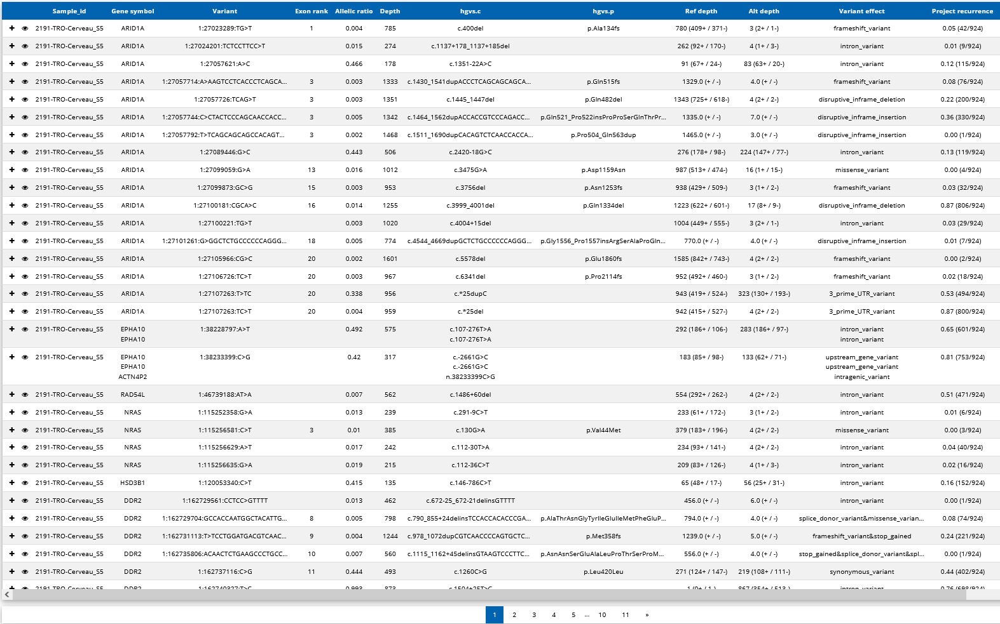 Sample_id Gene symbol Variant Exon rank Allelic ratio Depth hgvs.c hgvs.p Ref depth Alt depth Variant effect Project recurrence
2191-TRO-Cerveau_S5 ARID1A 1:27023289:TG>T 1 0.004 785 c.400del p.Ala134fs 780 (409+ / 371-) 3 (2+ / 1-) frameshift_variant 0.05 (42/924)
2191-TRO-Cerveau_S5 ARID1A 1:27024201:TCTCCTTCC>T 0.015 274 c.1137+178_1137+185del 262 (92+ / 170-) 4 (1+ / 3-) intron_variant 0.01 (9/924)
2191-TRO-Cerveau_S5 ARID1A 1:27057621:A>C 0.466 178 c.1351-22A>C 91 (67+ / 24-) 83 (63+ / 20-) intron_variant 0.12 (115/924)
2191-TRO-Cerveau_S5 ARID1A 1:27057714:A>AAGTCCTCACCCTCAGCA... 3 0.003 1333 c.1430_1541dupACCCTCAGCAGCAGCA... p.Gln515fs 1329.0 (+ / -) 4.0 (+ / -) frameshift_variant 0.08 (76/924)
2191-TRO-Cerveau_S5 ARID1A 1:27057726:TCAG>T 3 0.003 1351 c.1445_1447del p.Gln482del 1343 (725+ / 618-) 4 (2+ / 2-) disruptive_inframe_deletion 0.22 (200/924)
2191-TRO-Cerveau_S5 ARID1A 1:27057744:C>CTACTCCCAGCAACCACC... 3 0.005 1342 c.1464_1562dupACCACCGTCCCAGACC... p.Gln521_Pro522insProProSerGlnThrPr... 1335.0 (+ / -) 7.0 (+ / -) disruptive_inframe_insertion 0.36 (330/924)
2191-TRO-Cerveau_S5 ARID1A 1:27057792:T>TCAGCAGCAGCCACAGT... 3 0.002 1468 c.1511_1690dupCACAGTCTCAACCACCA... p.Pro504_Gln563dup 1465.0 (+ / -) 3.0 (+ / -) disruptive_inframe_insertion 0.00 (1/924)
2191-TRO-Cerveau_S5 ARID1A 1:27089446:G>C 0.443 506 c.2420-18G>C 276 (178+ / 98-) 224 (147+ / 77-) intron_variant 0.13 (119/924)
2191-TRO-Cerveau_S5 ARID1A 1:27099059:G>A 13 0.016 1012 c.3475G>A p.Asp1159Asn 987 (513+ / 474-) 16 (1+ / 15-) missense_variant 0.00 (4/924)
2191-TRO-Cerveau_S5 ARID1A 1:27099873:GC>G 15 0.003 953 c.3756del p.Asn1253fs 938 (429+ / 509-) 3 (1+ / 2-) frameshift_variant 0.03 (32/924)
2191-TRO-Cerveau_S5 ARID1A 1:27100181:CGCA>C 16 0.014 1255 c.3999_4001del p.Gln1334del 1223 (622+ / 601-) 17 (8+ / 9-) disruptive_inframe_deletion 0.87 (806/924)
2191-TRO-Cerveau_S5 ARID1A 1:27100221:TG>T 0.003 1020 c.4004+15del 1004 (449+ / 555-) 3 (2+ / 1-) intron_variant 0.03 (29/924)
2191-TRO-Cerveau_S5 ARID1A 1:27101261:G>GGCTCTGCCCCCCAGGG... 18 0.005 774 c.4544_4669dupGCTCTGCCCCCCAGGG... p.Gly1556_Pro1557insArgSerAlaProGln... 770.0 (+ / -) 4.0 (+ / -) disruptive_inframe_insertion 0.01 (7/924)
2191-TRO-Cerveau_S5 ARID1A 1:27105966:CG>C 20 0.002 1601 c.5578del p.Glu1860fs 1585 (842+ / 743-) 4 (2+ / 2-) frameshift_variant 0.00 (2/924)
2191-TRO-Cerveau_S5 ARID1A 1:27106726:TC>T 20 0.003 967 c.6341del p.Pro2114fs 952 (492+ / 460-) 3 (1+ / 2-) frameshift_variant 0.02 (18/924)
2191-TRO-Cerveau_S5 ARID1A 1:27107263:T>TC 20 0.338 956 c.*25dupC 943 (419+ / 524-) 323 (130+ / 193-) 3_prime_UTR_variant 0.53 (494/924)
2191-TRO-Cerveau_S5 ARID1A 1:27107263:TC>T 20 0.004 959 c.*25del 942 (415+ / 527-) 4 (2+ / 2-) 3_prime_UTR_variant 0.87 (800/924)
2191-TRO-Cerveau_S5 EPHA10 1:38228797:A>T 0.492 575 c.107-276T>A 292 (186+ / 106-) 283 (186+ / 97-) intron_variant 0.65 (601/924)
EPHA10 c.107-276T>A intron_variant
2191-TRO-Cerveau_S5 EPHA10 1:38233399:C>G 0.42 317 c.-2661G>C 183 (85+ / 98-) 133 (62+ / 71-) upstream_gene_variant 0.81 (753/924)
EPHA10 c.-2661G>C upstream_gene_variant
ACTN4P2 n.38233399C>G intragenic_variant
2191-TRO-Cerveau_S5 RAD54L 1:46739188:AT>A 0.007 562 c.1486+60del 554 (292+ / 262-) 4 (2+ / 2-) intron_variant 0.51 (471/924)
2191-TRO-Cerveau_S5 NRAS 1:115252358:G>A 0.013 239 c.291-9C>T 233 (61+ / 172-) 3 (1+ / 2-) intron_variant 0.01 (6/924)
2191-TRO-Cerveau_S5 NRAS 1:115256581:C>T 3 0.01 385 c.130G>A p.Val44Met 379 (183+ / 196-) 4 (2+ / 2-) missense_variant 0.00 (3/924)
2191-TRO-Cerveau_S5 NRAS 1:115256629:A>T 0.017 242 c.112-30T>A 234 (93+ / 141-) 4 (2+ / 2-) intron_variant 0.04 (40/924)
2191-TRO-Cerveau_S5 NRAS 1:115256635:G>A 0.019 215 c.112-36C>T 209 (83+ / 126-) 4 (1+ / 3-) intron_variant 0.02 (16/924)
2191-TRO-Cerveau_S5 HSD3B1 1:120053340:C>T 0.415 135 c.146-786C>T 65 (48+ / 17-) 56 (25+ / 31-) intron_variant 0.16 (152/924)
2191-TRO-Cerveau_S5 DDR2 1:162729561:CCTCC>GTTTT 0.013 462 c.672-25_672-21delinsGTTTT 456.0 (+ / -) 6.0 (+ / -) intron_variant 0.00 (1/924)
2191-TRO-Cerveau_S5 DDR2 1:162729704:GCCACCAATGGCTACATTG... 8 0.005 798 c.790_855+24delinsTCCACCACACCCGA... p.AlaThrAsnGlyTyrIleGluIleMetPheGluP... 794.0 (+ / -) 4.0 (+ / -) splice_donor_variant&missense_varian... 0.08 (74/924)
2191-TRO-Cerveau_S5 DDR2 1:162731113:T>TCCTGGATGACGTCAAC... 9 0.004 1244 c.978_1072dupCGTCAACCCCAGTGCTC... p.Met358fs 1239.0 (+ / -) 5.0 (+ / -) frameshift_variant&stop_gained 0.24 (221/924)
2191-TRO-Cerveau_S5 DDR2 1:162735806:ACAACTCTGAAGCCCTGCC... 10 0.007 560 c.1115_1162+45delinsGTAAGTCCCTTC... p.AsnAsnSerGluAlaLeuProThrSerProM... 556.0 (+ / -) 4.0 (+ / -) stop_gained&splice_donor_variant&spl... 0.00 (1/924)
2191-TRO-Cerveau_S5 DDR2 1:162737116:C>G 11 0.444 493 c.1260C>G p.Leu420Leu 271 (124+ / 147-) 219 (108+ / 111-) synonymous_variant 0.44 (402/924)
2191-TRO-Cerveau_S5 DDR2 1:162740327:T>C 0.993 873 c.1504+25T>C 1 (0+ / 1-) 867 (354+ / 513-) intron_variant 0.76 (698/924)
1 2 3 4 5 ... 10 11 »